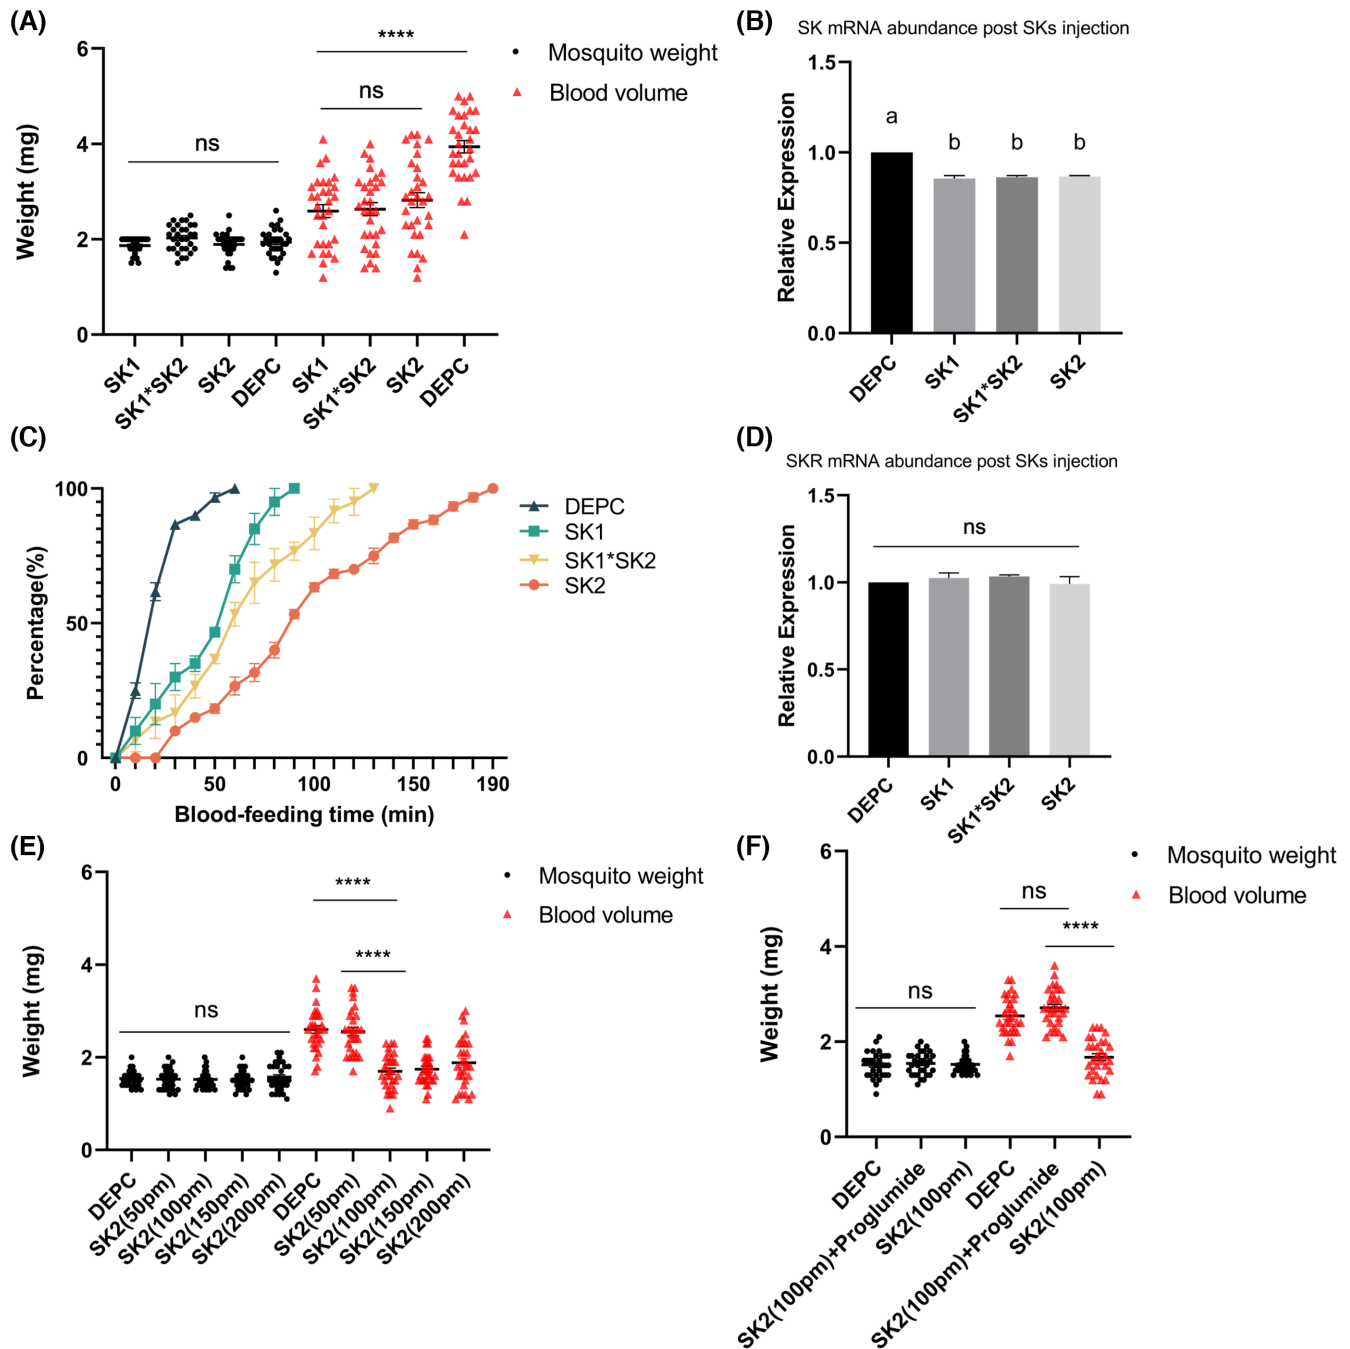 (A)
****
ns
ns
Mosquito weight
Blood volume
Weight (mg)
6
4
2
0
SK1
SK1*SK2
SK2
DEPC
SK1
SK1*SK2
SK2
DEPC
(B)
SK mRNA abundance post SKs injection
Relative Expression
1.5
1.0
0.5
0.0
a
b
b
b
DEPC
SK1
SK1*SK2
SK2
(C)
Percentage(%)
100
50
0
0
50
100
150
190
Blood-feeding time (min)
DEPC
SK1
SK1*SK2
SK2
(D)
SKR mRNA abundance post SKs injection
Relative Expression
1.5
1.0
0.5
0.0
ns
DEPC
SK1
SK1*SK2
SK2
(E)
Weight (mg)
6
4
2
0
ns
****
****
Mosquito weight
Blood volume
DEPC
SK2(50pm)
SK2(100pm)
SK2(150pm)
SK2(200pm)
DEPC
SK2(50pm)
SK2(100pm)
SK2(150pm)
SK2(200pm)
(F)
Weight (mg)
6
4
2
0
ns
ns
****
Mosquito weight
Blood volume
DEPC
SK2(100pm)+Proglumide
SK2(100pm)
DEPC
SK2(100pm)+Proglumide
SK2(100pm)